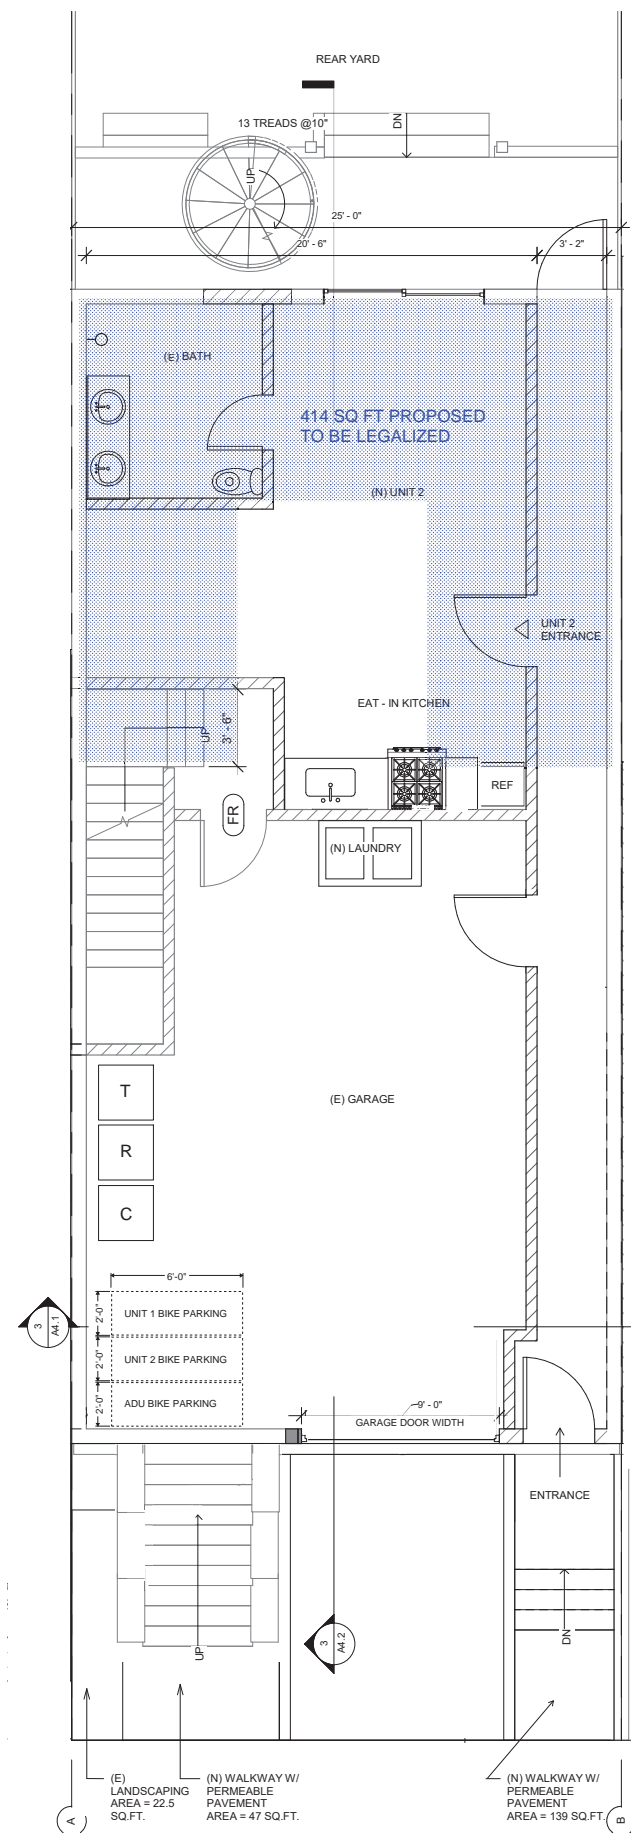 REAR YARD
13 TREADS @10"
DN
UP
25' - 0"
20' - 6"
3' - 2"
(E) BATH
414 SQ FT PROPOSED
TO BE LEGALIZED
(N) UNIT 2
UNIT 2
ENTRANCE
EAT - IN KITCHEN
UP
3' - 6"
REF
FR
(N) LAUNDRY
(E) GARAGE
T
R
C
6'-0"
2'-0"
UNIT 1 BIKE PARKING
3
A4.1
2'-0"
UNIT 2 BIKE PARKING
2'-0"
ADU BIKE PARKING
9' - 0"
GARAGE DOOR WIDTH
ENTRANCE
UP
3
A4.2
DN
(E)
LANDSCAPING
AREA = 22.5
SQ.FT.
(N) WALKWAY W/
PERMEABLE
PAVEMENT
AREA = 47 SQ.FT.
(N) WALKWAY W/
PERMEABLE
PAVEMENT
AREA = 139 SQ.FT.
A
B